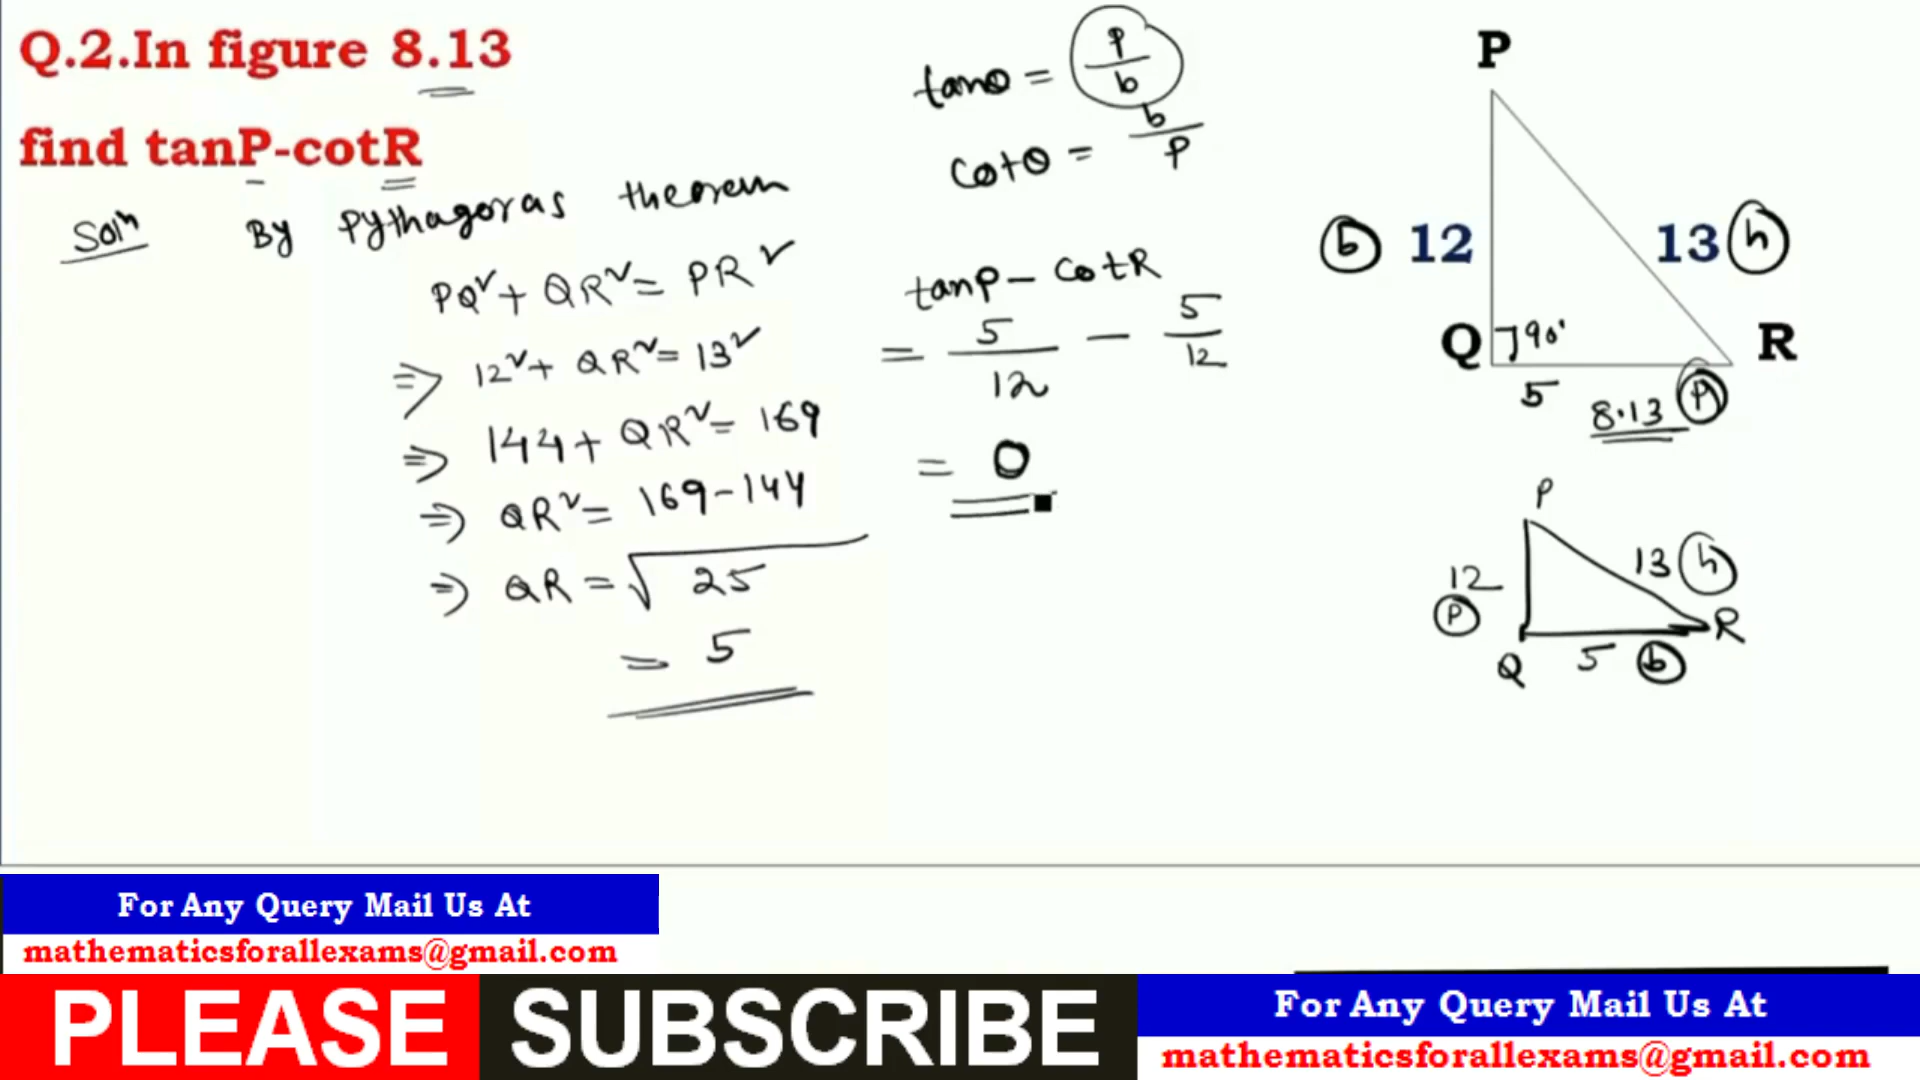 Q.2.In figure 8.13
find tanP-cotR
Soln By Pythagoras theorem
PQ² + QR² = PR²
⇒ 12² + QR² = 13²
⇒ 144 + QR² = 169
⇒ QR² = 169 - 144
⇒ QR = √25
= 5
tanθ = p/b
cotθ = b/p
tanP - cotR
= 5/12 - 5/12
= 0
P
b 12 13 h
Q 90° R
5 8.13 P
P
12 13 h
P R
Q 5 b
For Any Query Mail Us At
mathematicsforallexams@gmail.com
PLEASE SUBSCRIBE
For Any Query Mail Us At
mathematicsforallexams@gmail.com